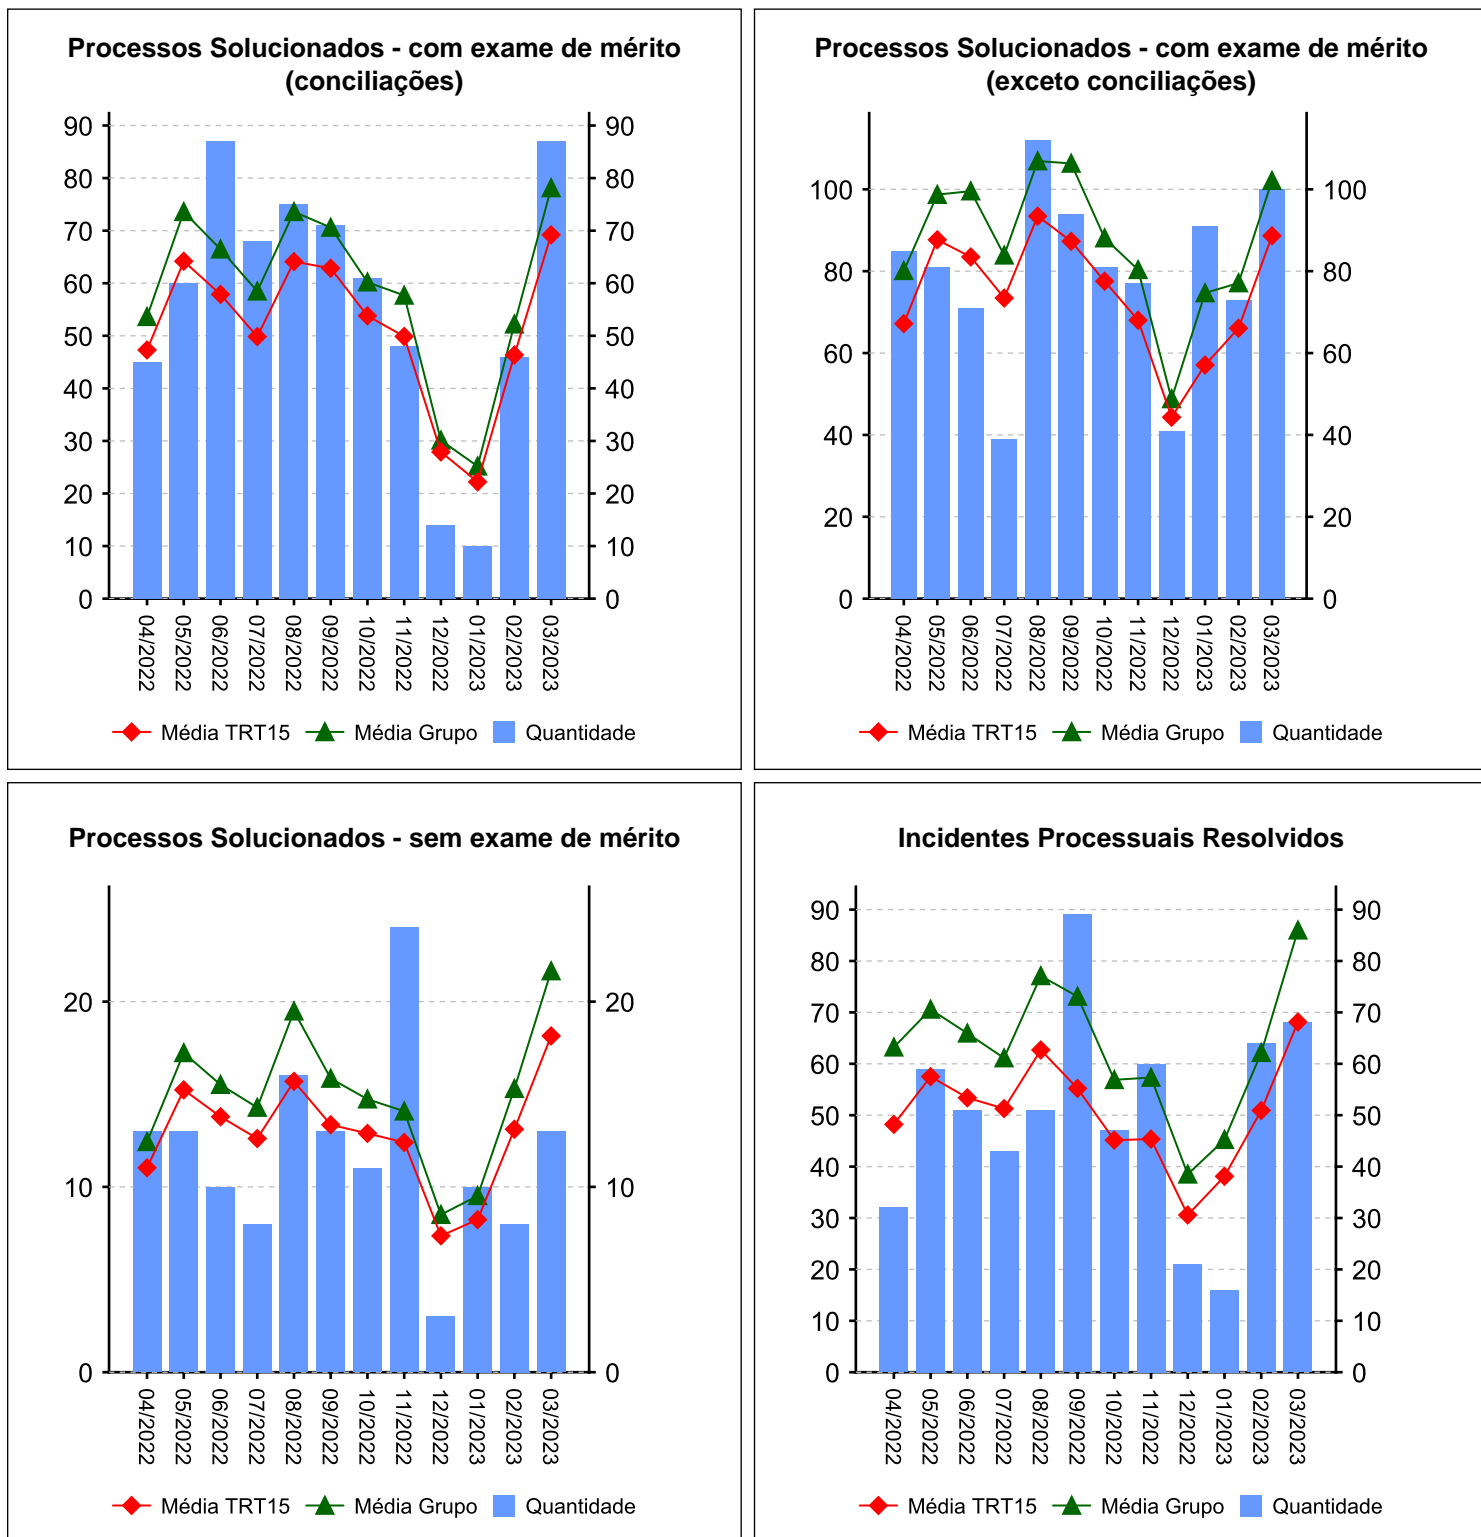 Processos Solucionados - com exame de mérito
(conciliações)
90 90
80 80
70 70
60 60
50 50
40 40
30 30
20 20
10 10
0 0
04/2022 05/2022 06/2022 07/2022 08/2022 09/2022 10/2022 11/2022 12/2022 01/2023 02/2023 03/2023
Média TRT15 Média Grupo Quantidade
Processos Solucionados - com exame de mérito
(exceto conciliações)
100 100
80 80
60 60
40 40
20 20
0 0
04/2022 05/2022 06/2022 07/2022 08/2022 09/2022 10/2022 11/2022 12/2022 01/2023 02/2023 03/2023
Média TRT15 Média Grupo Quantidade
Processos Solucionados - sem exame de mérito
20 20
10 10
0 0
04/2022 05/2022 06/2022 07/2022 08/2022 09/2022 10/2022 11/2022 12/2022 01/2023 02/2023 03/2023
Média TRT15 Média Grupo Quantidade
Incidentes Processuais Resolvidos
90 90
80 80
70 70
60 60
50 50
40 40
30 30
20 20
10 10
0 0
04/2022 05/2022 06/2022 07/2022 08/2022 09/2022 10/2022 11/2022 12/2022 01/2023 02/2023 03/2023
Média TRT15 Média Grupo Quantidade